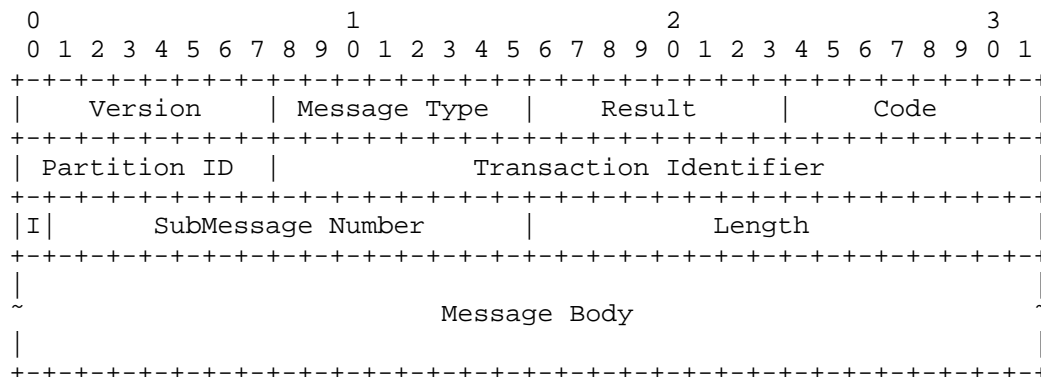 0                   1                   2                   3
 0 1 2 3 4 5 6 7 8 9 0 1 2 3 4 5 6 7 8 9 0 1 2 3 4 5 6 7 8 9 0 1
+-+-+-+-+-+-+-+-+-+-+-+-+-+-+-+-+-+-+-+-+-+-+-+-+-+-+-+-+-+-+-+-+
|    Version    | Message Type  |    Result     |     Code      |
+-+-+-+-+-+-+-+-+-+-+-+-+-+-+-+-+-+-+-+-+-+-+-+-+-+-+-+-+-+-+-+-+
| Partition ID  |            Transaction Identifier             |
+-+-+-+-+-+-+-+-+-+-+-+-+-+-+-+-+-+-+-+-+-+-+-+-+-+-+-+-+-+-+-+-+
|I|      SubMessage Number      |           Length              |
+-+-+-+-+-+-+-+-+-+-+-+-+-+-+-+-+-+-+-+-+-+-+-+-+-+-+-+-+-+-+-+-+
|                                                               |
~                          Message Body                         ~
|                                                               |
+-+-+-+-+-+-+-+-+-+-+-+-+-+-+-+-+-+-+-+-+-+-+-+-+-+-+-+-+-+-+-+-+